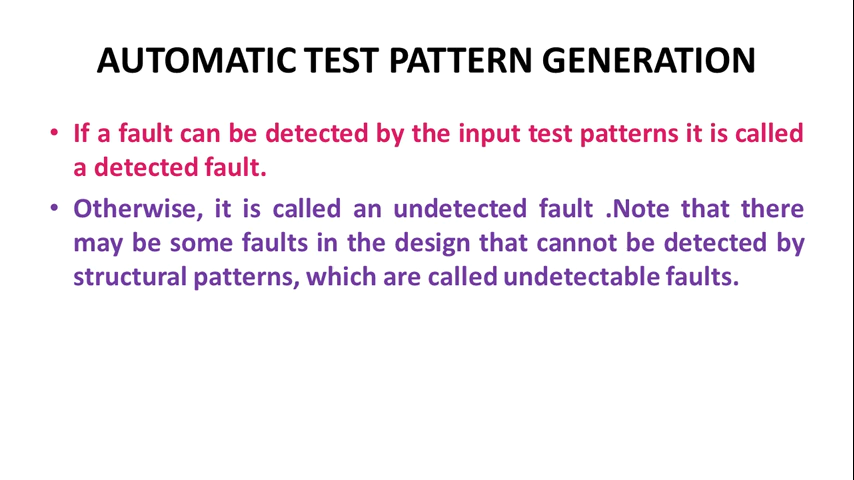 AUTOMATIC TEST PATTERN GENERATION
• If a fault can be detected by the input test patterns it is called
a detected fault.
• Otherwise, it is called an undetected fault .Note that there
may be some faults in the design that cannot be detected by
structural patterns, which are called undetectable faults.